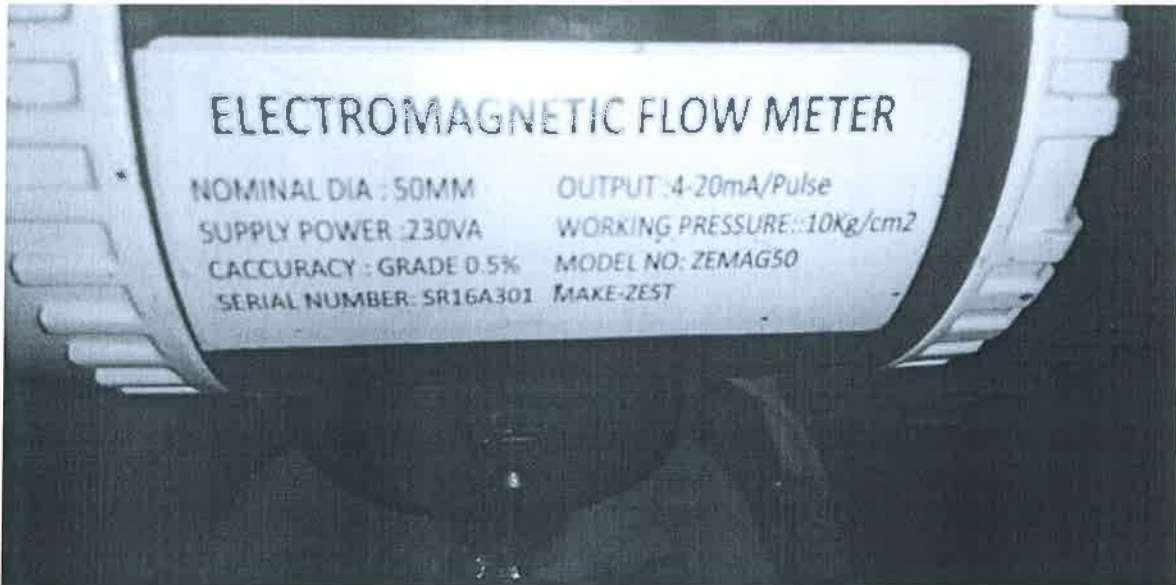 ELECTROMAGNETIC FLOW METER
NOMINAL DIA : 50MM OUTPUT :4-20mA/Pulse
SUPPLY POWER :230VA WORKING PRESSURE::10Kg/cm2
CACCURACY : GRADE 0.5% MODEL NO: ZEMAG50
SERIAL NUMBER: SR16A301 MAKE-ZEST